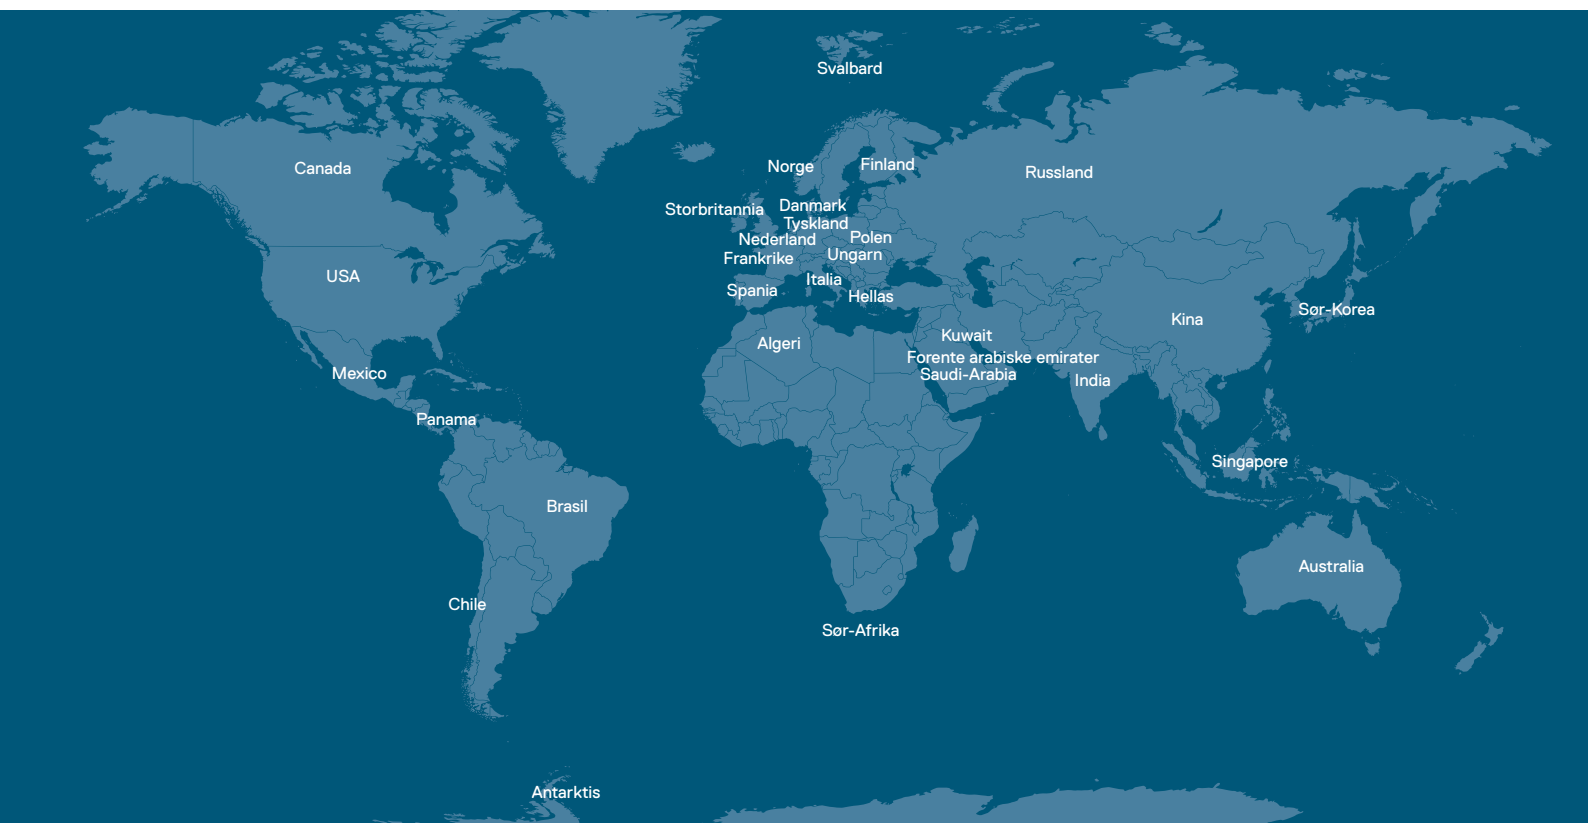 Svalbard
Canada
Norge
Finland
Russland
Storbritannia
Danmark
Tyskland
Nederland
Polen
Frankrike
Ungarn
USA
Italia
Spania
Hellas
Sør-Korea
Kina
Kuwait
Algeri
Forente arabiske emirater
Saudi-Arabia
Mexico
India
Panama
Singapore
Brasil
Australia
Chile
Sør-Afrika
Antarktis